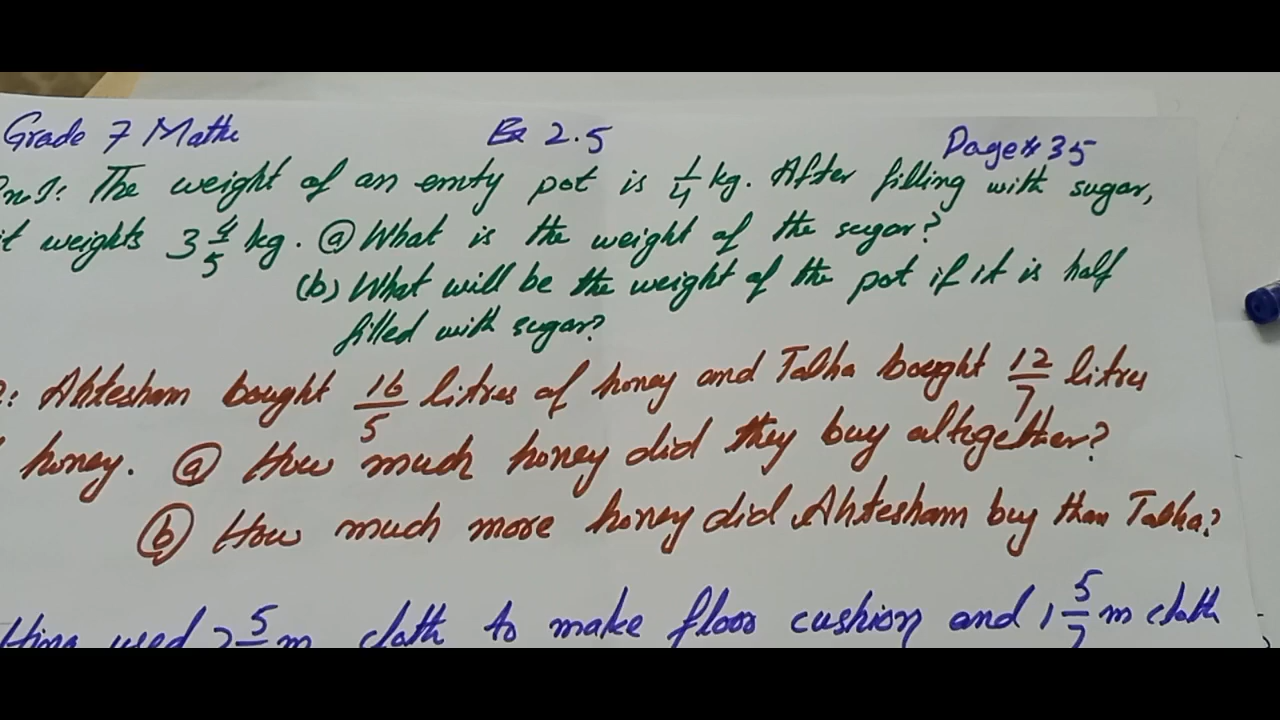 Grade 7 Maths Ex 2.5 Page# 35
Qn 1: The weight of an emty pot is 1/4 kg. After filling with sugar,
it weights 3 4/5 kg. (a) What is the weight of the sugar?
(b) What will be the weight of the pot if it is half
filled with sugar?
: Ahtesham bought 16/5 litres of honey and Talha bought 12/7 litres
honey. (a) How much honey did they buy altogether?
(b) How much more honey did Ahtesham buy than Talha?
used m cloth to make floor cushion and 1 5/7 m cloth